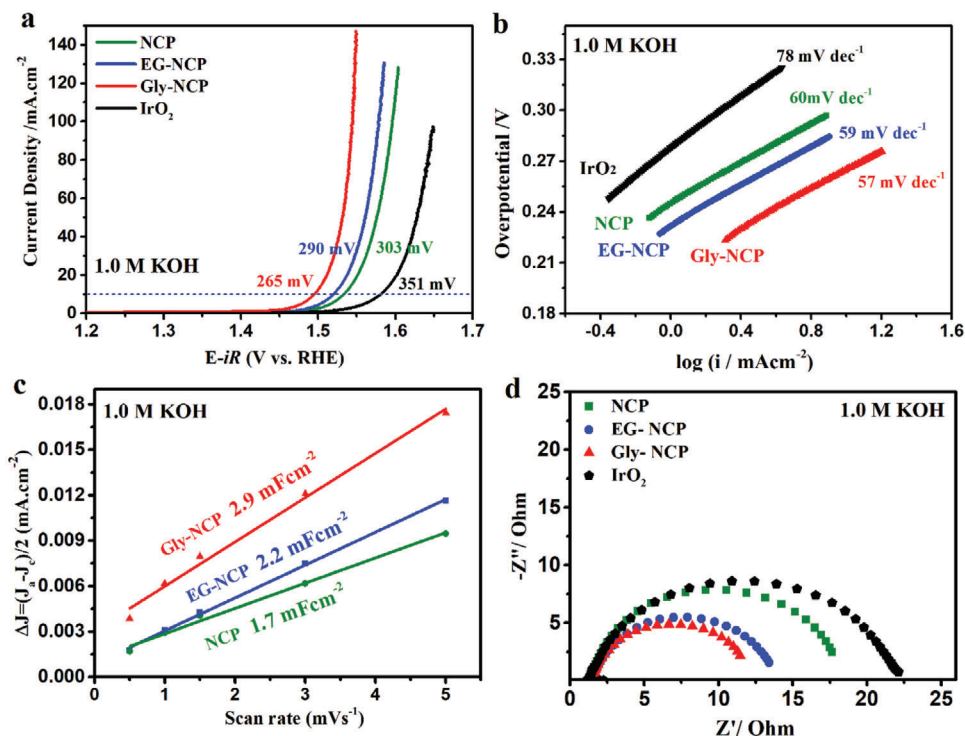 a
NCP
EG-NCP
Gly-NCP
IrO₂
140
120
100
80
60
40
20
0
Current Density /mA.cm⁻²
290 mV
303 mV
265 mV
351 mV
1.0 M KOH
1.2 1.3 1.4 1.5 1.6 1.7
E-iR (V vs. RHE)
b
1.0 M KOH
78 mV dec⁻¹
60mV dec⁻¹
59 mV dec⁻¹
57 mV dec⁻¹
IrO₂
NCP
EG-NCP
Gly-NCP
0.33
0.30
0.27
0.24
0.21
0.18
Overpotential /V
-0.4 0.0 0.4 0.8 1.2 1.6
log (i / mAcm⁻²)
c
1.0 M KOH
0.018
0.015
0.012
0.009
0.006
0.003
0.000
ΔJ=(Jₐ-J꜀)/2 (mA.cm⁻²)
Gly-NCP 2.9 mFcm⁻²
EG-NCP 2.2 mFcm⁻²
NCP 1.7 mFcm⁻²
0 1 2 3 4 5
Scan rate (mVs⁻¹)
d
NCP
EG- NCP
Gly- NCP
IrO₂
1.0 M KOH
25
20
15
10
5
-Z''/ Ohm
0 5 10 15 20 25
Z'/ Ohm